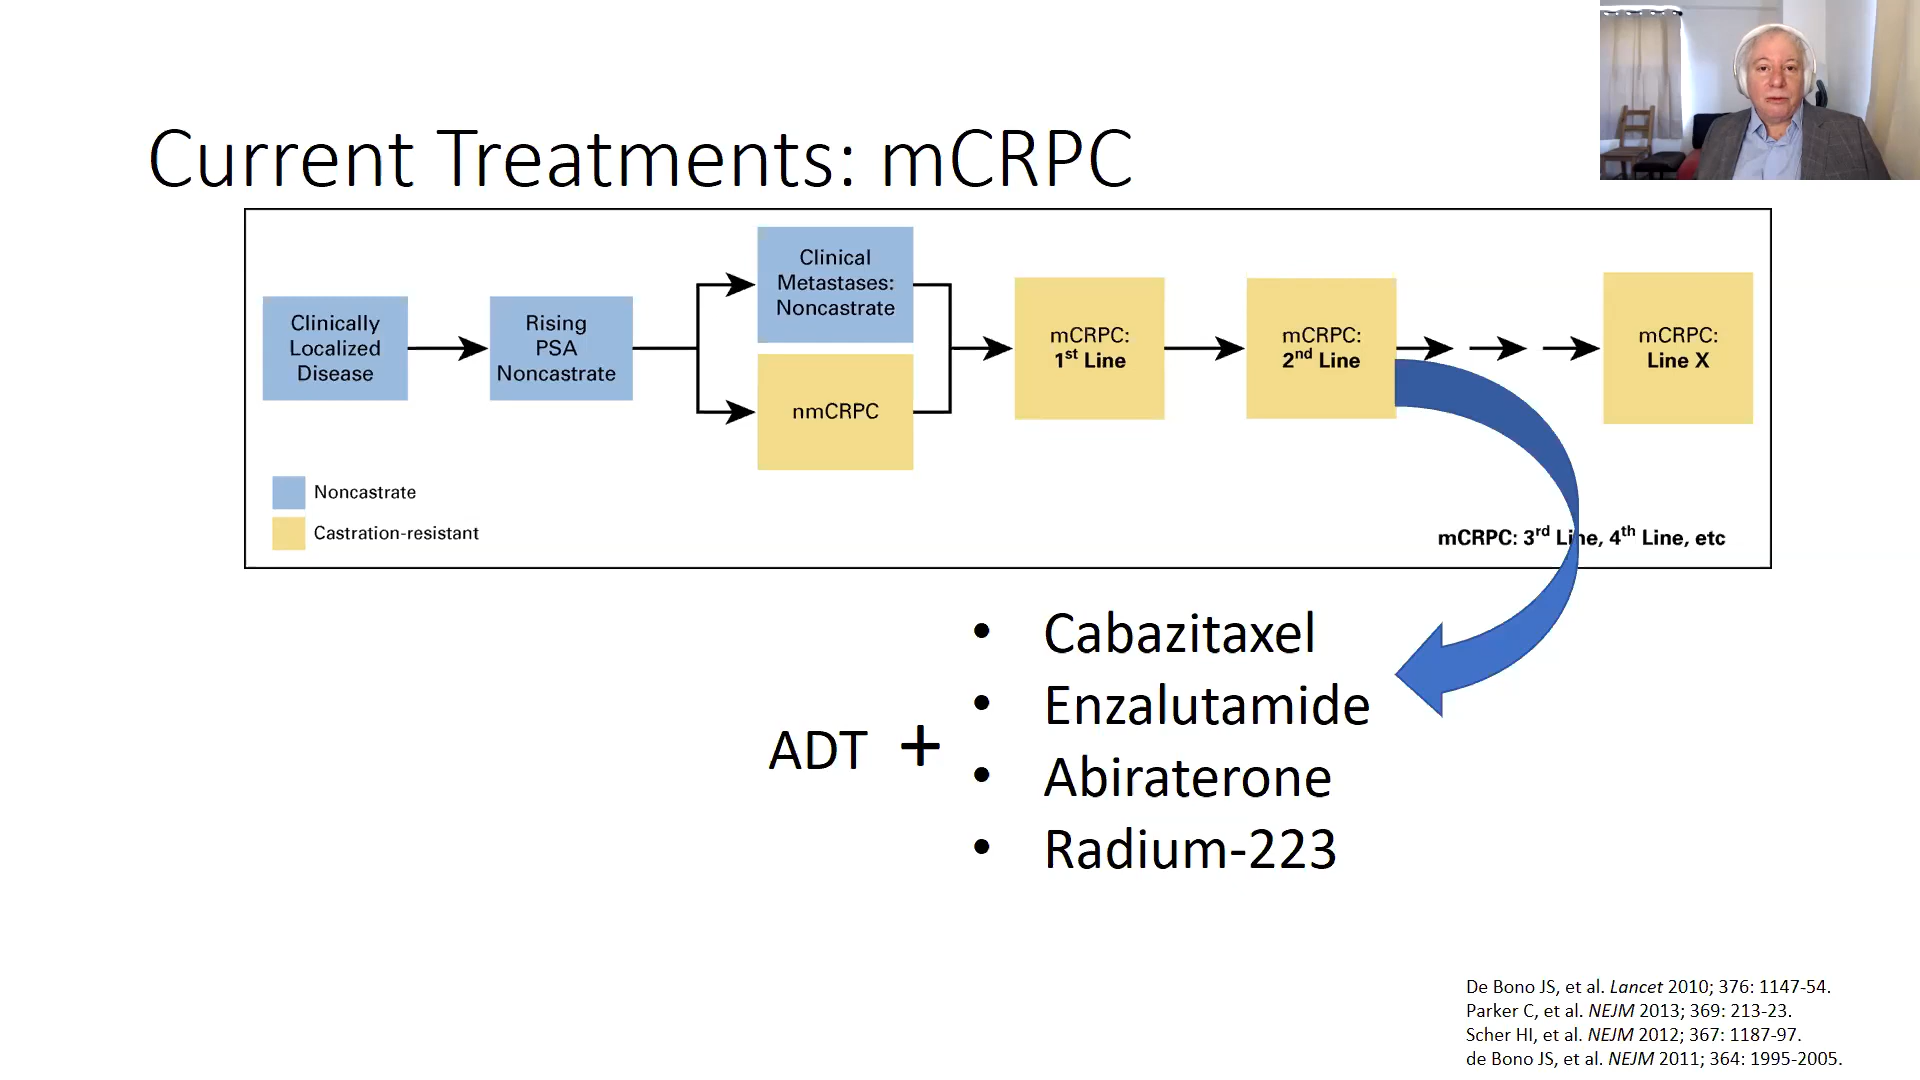 Current Treatments: mCRPC
Clinically
Localized
Disease
Rising
PSA
Noncastrate
Clinical
Metastases:
Noncastrate
nmCRPC
mCRPC:
1st Line
mCRPC:
2nd Line
mCRPC:
Line X
Noncastrate
Castration-resistant
mCRPC: 3rd Line, 4th Line, etc
ADT +
• Cabazitaxel
• Enzalutamide
• Abiraterone
• Radium-223
De Bono JS, et al. Lancet 2010; 376: 1147-54.
Parker C, et al. NEJM 2013; 369: 213-23.
Scher HI, et al. NEJM 2012; 367: 1187-97.
de Bono JS, et al. NEJM 2011; 364: 1995-2005.